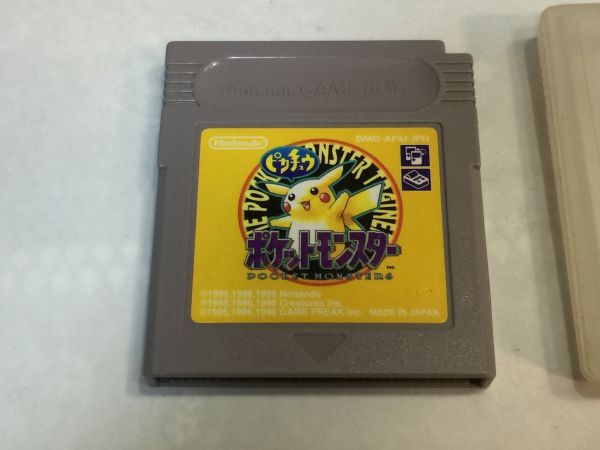 Nintendo GAME BOY
Nintendo
DMG-APSJ-JPN
ピカチュウ
THE POCKET MONSTER TRAINER
ポケットモンスター
TM
POCKET MONSTERS
©1995,1996,1998 Nintendo
©1995,1996,1998 Creatures inc.
©1995,1996,1998 GAME FREAK inc. MADE IN JAPAN